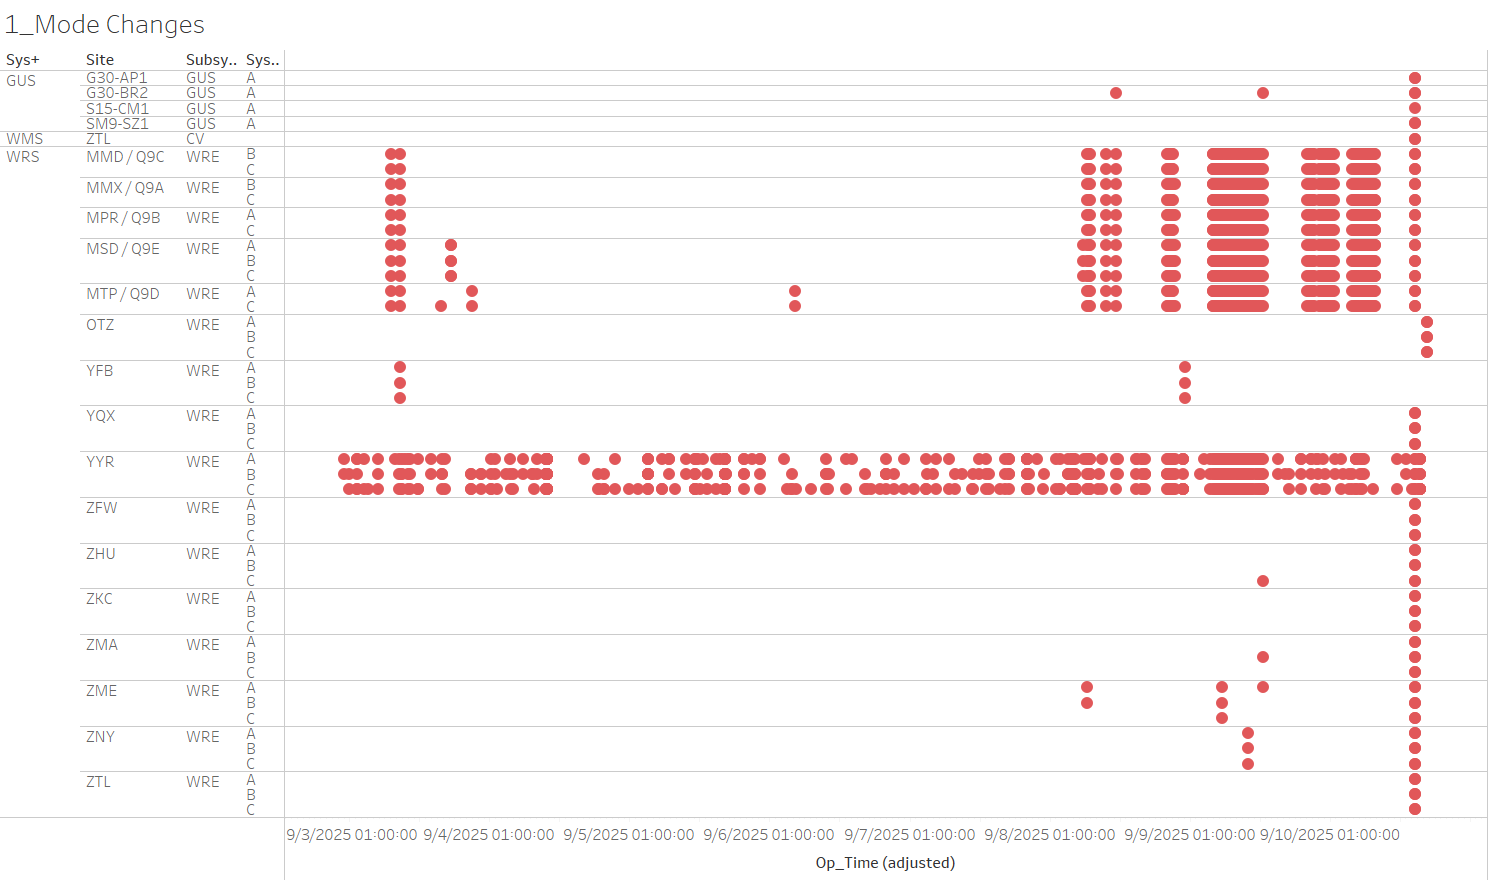 1_Mode Changes
Sys+ Site Subsy.. Sys..
GUS G30-AP1 GUS A
G30-BR2 GUS A
S15-CM1 GUS A
SM9-SZ1 GUS A
WMS ZTL CV
WRS MMD / Q9C WRE B
C
MMX / Q9A WRE B
C
MPR / Q9B WRE A
C
MSD / Q9E WRE A
B
C
MTP / Q9D WRE A
C
OTZ WRE A
B
C
YFB WRE A
B
C
YQX WRE A
B
C
YYR WRE A
B
C
ZFW WRE A
B
C
ZHU WRE A
B
C
ZKC WRE A
B
C
ZMA WRE A
B
C
ZME WRE A
B
C
ZNY WRE A
B
C
ZTL WRE A
B
C
9/3/2025 01:00:00 9/4/2025 01:00:00 9/5/2025 01:00:00 9/6/2025 01:00:00 9/7/2025 01:00:00 9/8/2025 01:00:00 9/9/2025 01:00:00 9/10/2025 01:00:00
Op_Time (adjusted)